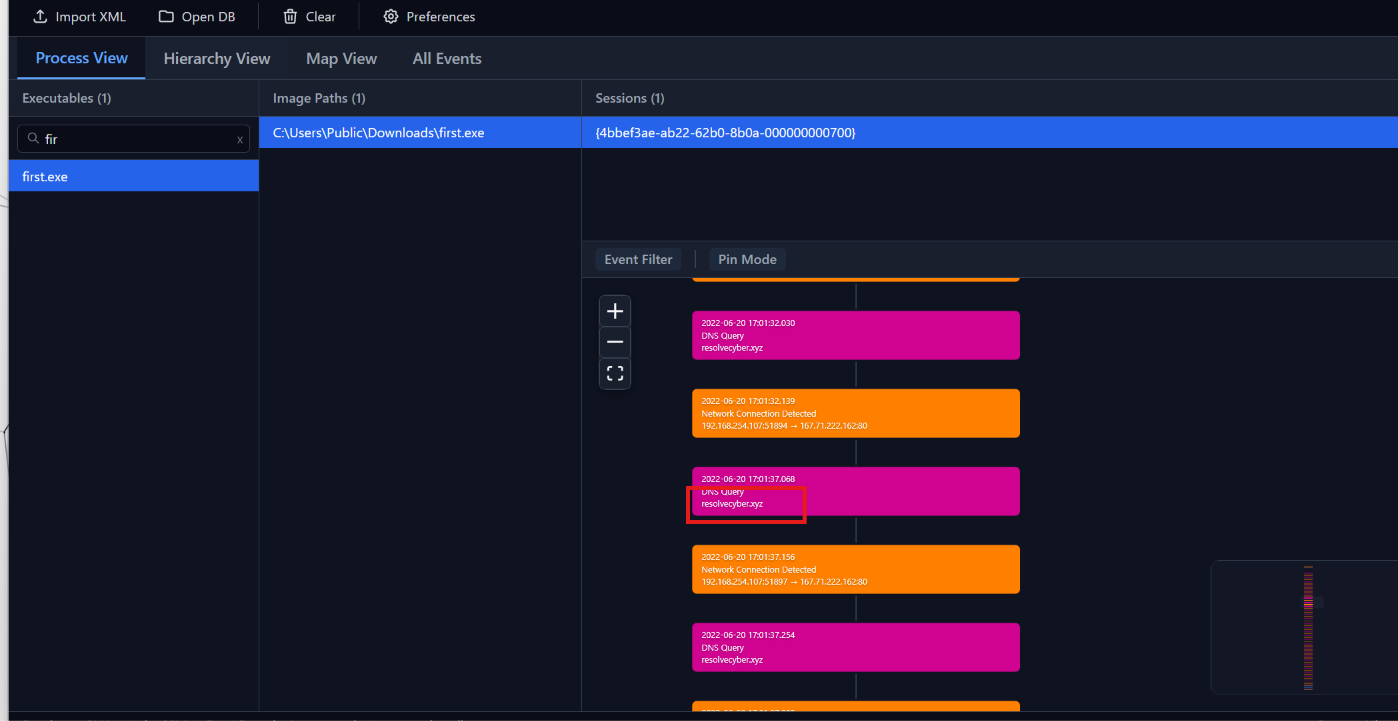 Import XML
Open DB
Clear
Preferences
Process View
Hierarchy View
Map View
All Events
Executables (1)
fir
x
first.exe
Image Paths (1)
C:\Users\Public\Downloads\first.exe
Sessions (1)
{4bbef3ae-ab22-62b0-8b0a-000000000700}
Event Filter
Pin Mode
2022-06-20 17:01:32.030
DNS Query
resolvecyber.xyz
2022-06-20 17:01:32.139
Network Connection Detected
192.168.254.107:51894 → 167.71.222.162:80
2022-06-20 17:01:37.068
DNS Query
resolvecyber.xyz
2022-06-20 17:01:37.156
Network Connection Detected
192.168.254.107:51897 → 167.71.222.162:80
2022-06-20 17:01:37.254
DNS Query
resolvecyber.xyz